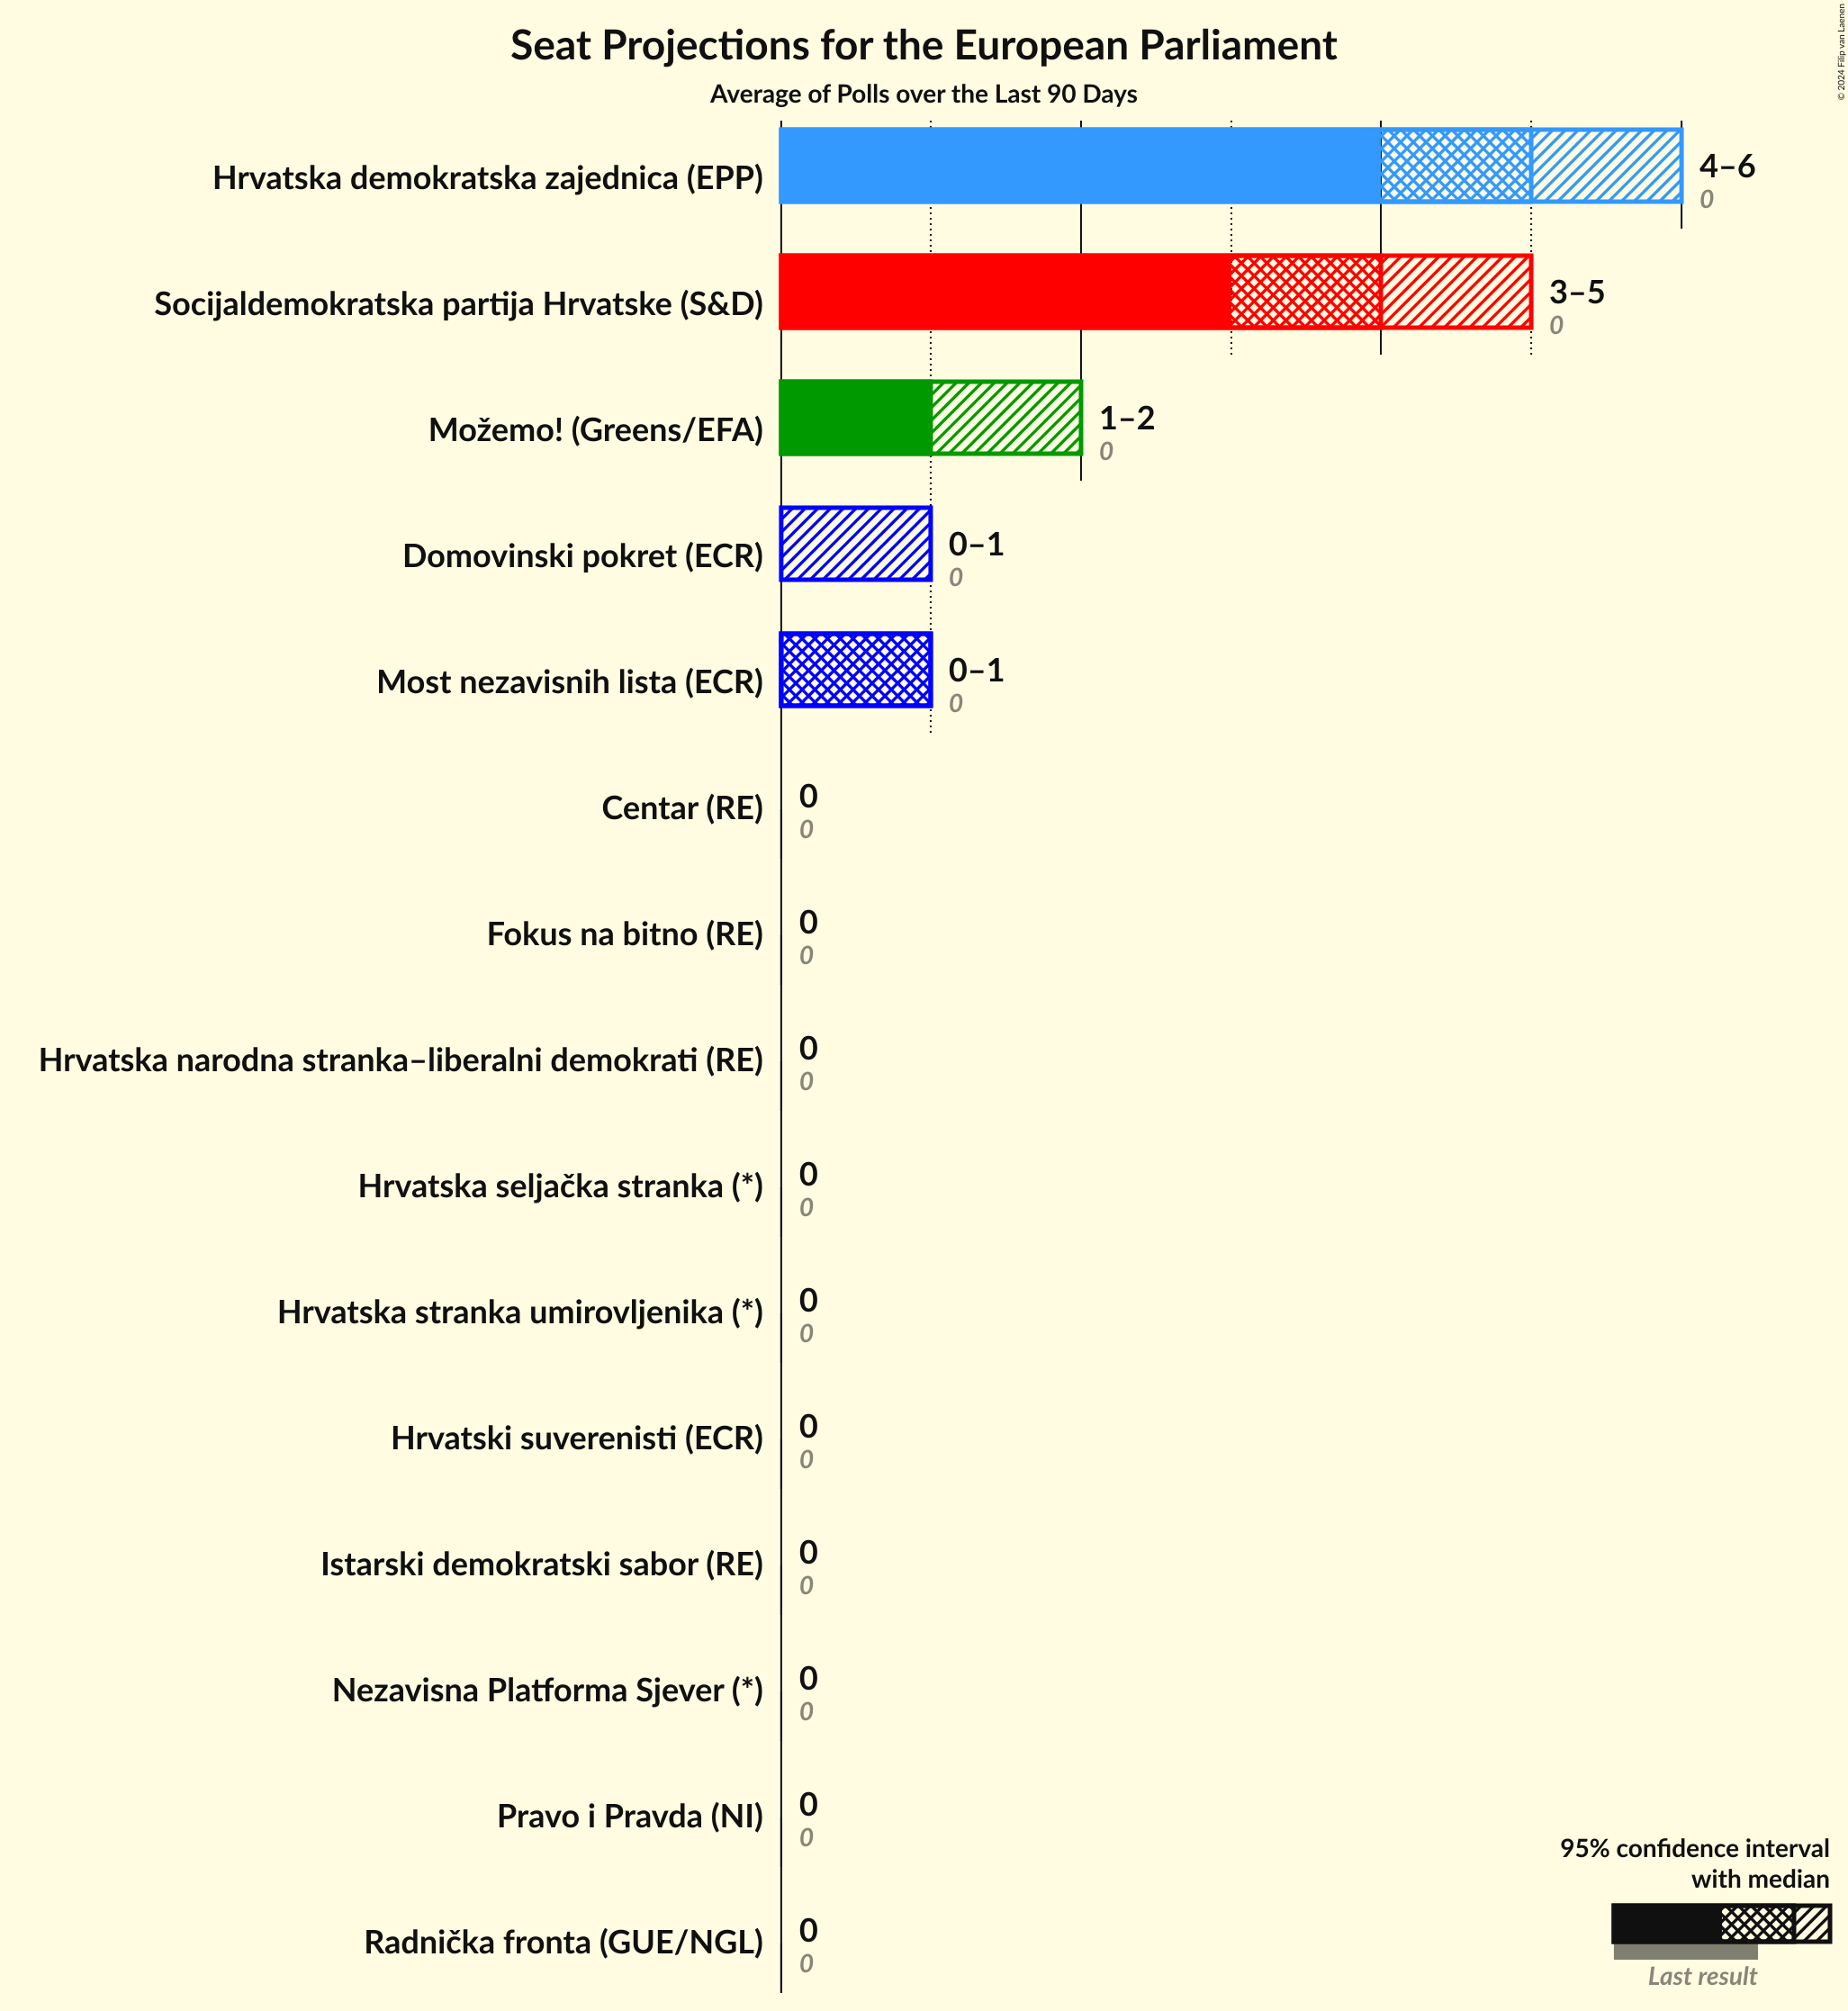 Seat Projections for the European Parliament
Average of Polls over the Last 90 Days
© 2024 Filip van Laenen
Hrvatska demokratska zajednica (EPP)
4–6
0
Socijaldemokratska partija Hrvatske (S&D)
3–5
0
Možemo! (Greens/EFA)
1–2
0
Domovinski pokret (ECR)
0–1
0
Most nezavisnih lista (ECR)
0–1
0
Centar (RE)
0
0
Fokus na bitno (RE)
0
0
Hrvatska narodna stranka–liberalni demokrati (RE)
0
0
Hrvatska seljačka stranka (*)
0
0
Hrvatska stranka umirovljenika (*)
0
0
Hrvatski suverenisti (ECR)
0
0
Istarski demokratski sabor (RE)
0
0
Nezavisna Platforma Sjever (*)
0
0
Pravo i Pravda (NI)
0
0
Radnička fronta (GUE/NGL)
0
0
95% confidence interval
with median
Last result